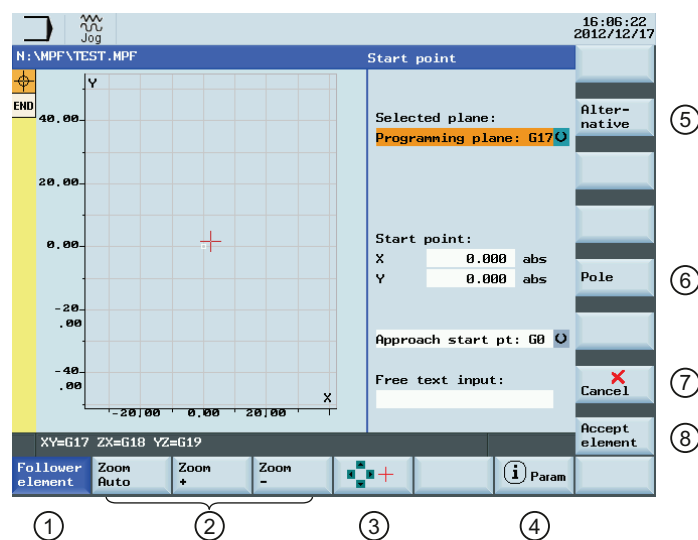 16:06:22
2012/12/17
Jog
N:\MPF\TEST.MPF
Start point
END
Y
40.00
20.00
0.00
-20
.00
-40
.00
-20.00 0.00 20.00
X
Selected plane:
Programming plane: G17
Start point:
X 0.000 abs
Y 0.000 abs
Approach start pt: G0
Free text input:
Alter-
native
5
Pole
6
Cancel
7
Accept
element
8
XY=G17 ZX=G18 YZ=G19
Follower
element
Zoom
Auto
Zoom
+
Zoom
-
i Param
1 2 3 4